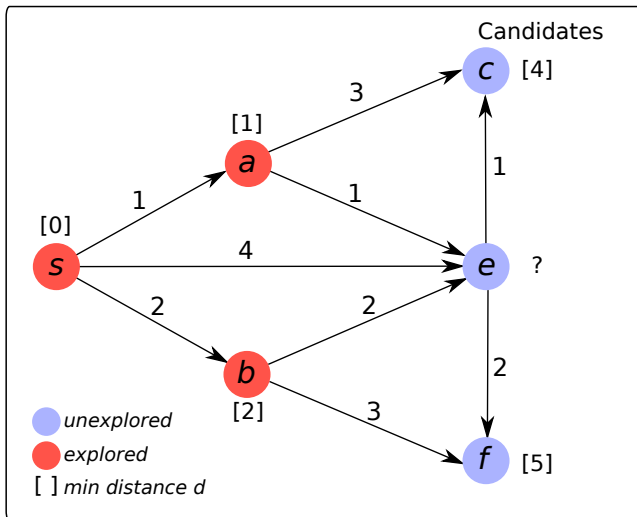 Candidates
c [4]
3
[1]
a
1
1
1
[0]
s
4
e ?
2
2
2
b
[2]
3
f [5]
unexplored
explored
[ ] min distance d